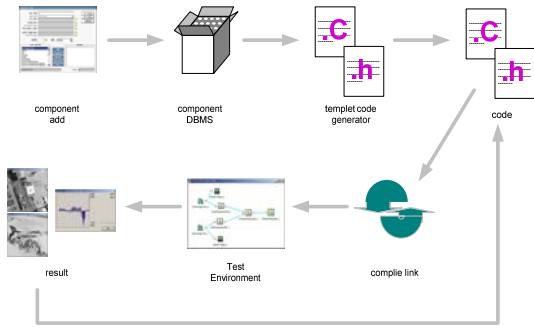 .C
.h
.C
.h
component
add
component
DBMS
templet code
generator
code
result
Test
Environment
complie link